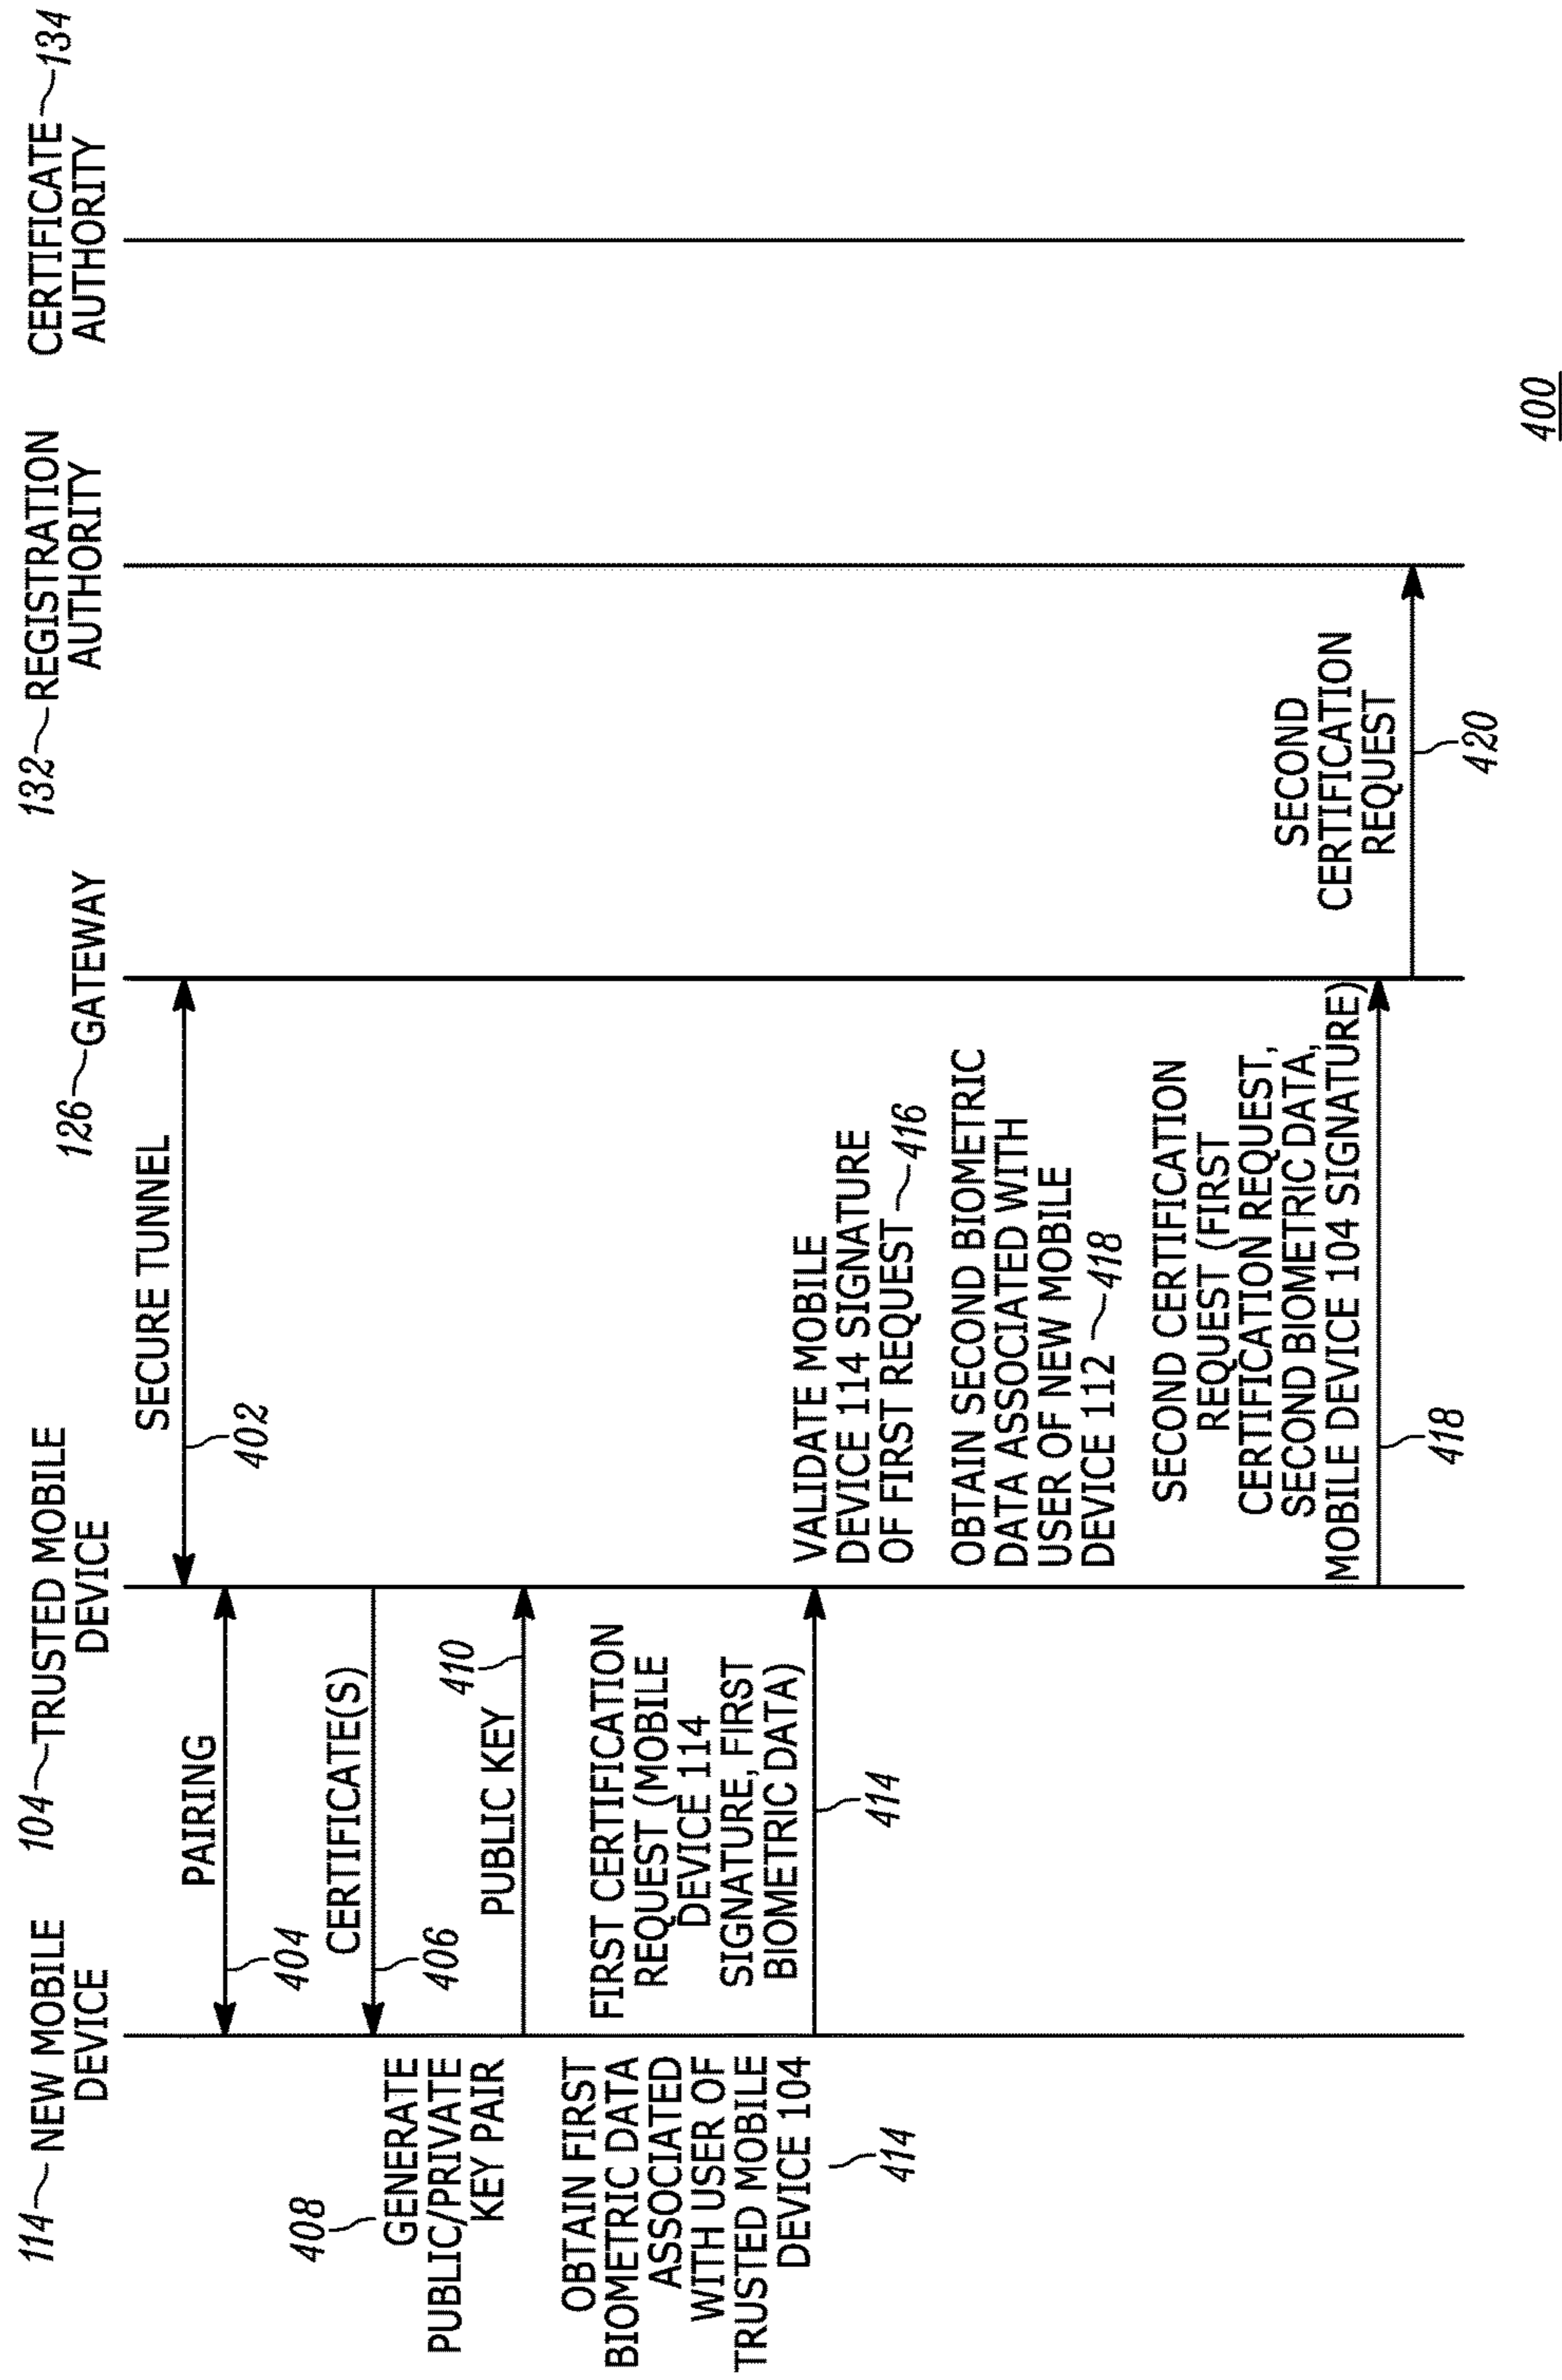 114 NEW MOBILE
DEVICE
104 TRUSTED MOBILE
DEVICE
126 GATEWAY
132 REGISTRATION
AUTHORITY
CERTIFICATE 134
AUTHORITY
SECURE TUNNEL
402
PAIRING
404
CERTIFICATE(S)
406
408
GENERATE
PUBLIC/PRIVATE
KEY PAIR
PUBLIC KEY
410
OBTAIN FIRST
BIOMETRIC DATA
ASSOCIATED
WITH USER OF
TRUSTED MOBILE
DEVICE 104
414
FIRST CERTIFICATION
REQUEST (MOBILE
DEVICE 114
SIGNATURE, FIRST
BIOMETRIC DATA)
414
VALIDATE MOBILE
DEVICE 114 SIGNATURE
OF FIRST REQUEST 416
OBTAIN SECOND BIOMETRIC
DATA ASSOCIATED WITH
USER OF NEW MOBILE
DEVICE 112 418
SECOND CERTIFICATION
REQUEST (FIRST
CERTIFICATION REQUEST,
SECOND BIOMETRIC DATA,
MOBILE DEVICE 104 SIGNATURE)
418
SECOND
CERTIFICATION
REQUEST
420
400